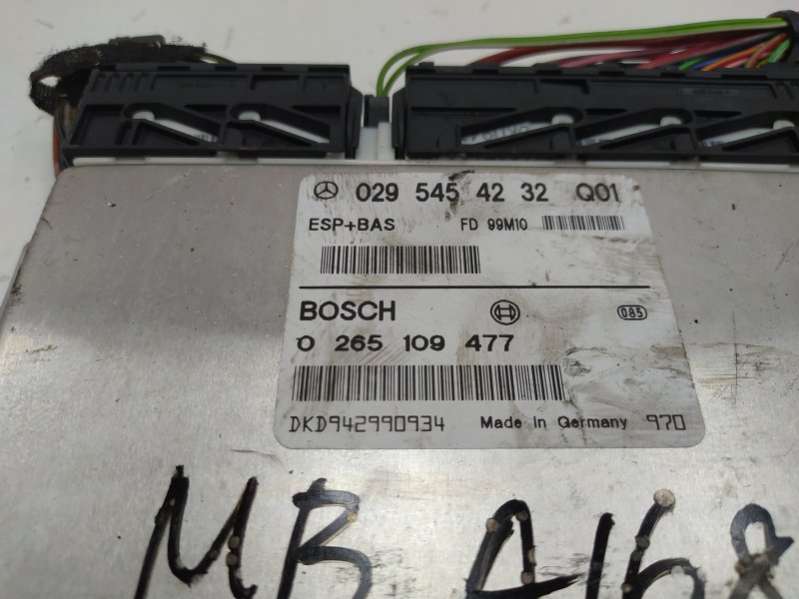 029 545 42 32 Q01
ESP+BAS FD 99M10
BOSCH 085
0 265 109 477
DKD942990934 Made in Germany 970
MB A168